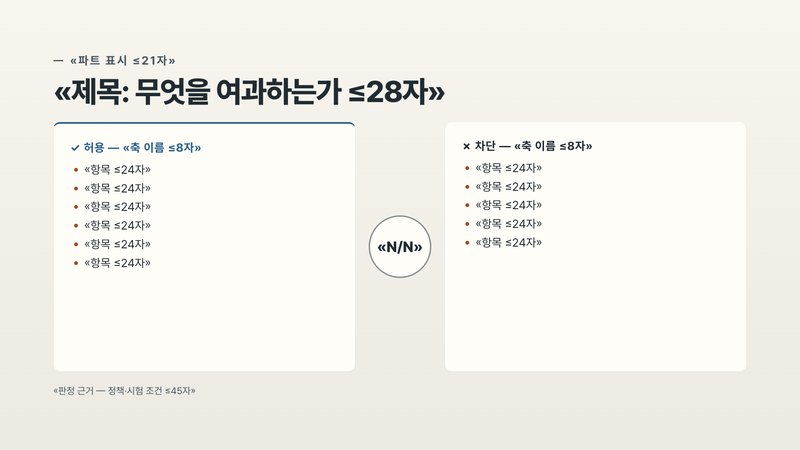 — «파트 표시 ≤21자»
«제목: 무엇을 여과하는가 ≤28자»
✓ 허용 — «축 이름 ≤8자»
• «항목 ≤24자»
• «항목 ≤24자»
• «항목 ≤24자»
• «항목 ≤24자»
• «항목 ≤24자»
• «항목 ≤24자»
«N/N»
× 차단 — «축 이름 ≤8자»
• «항목 ≤24자»
• «항목 ≤24자»
• «항목 ≤24자»
• «항목 ≤24자»
• «항목 ≤24자»
«판정 근거 — 정책·시험 조건 ≤45자»